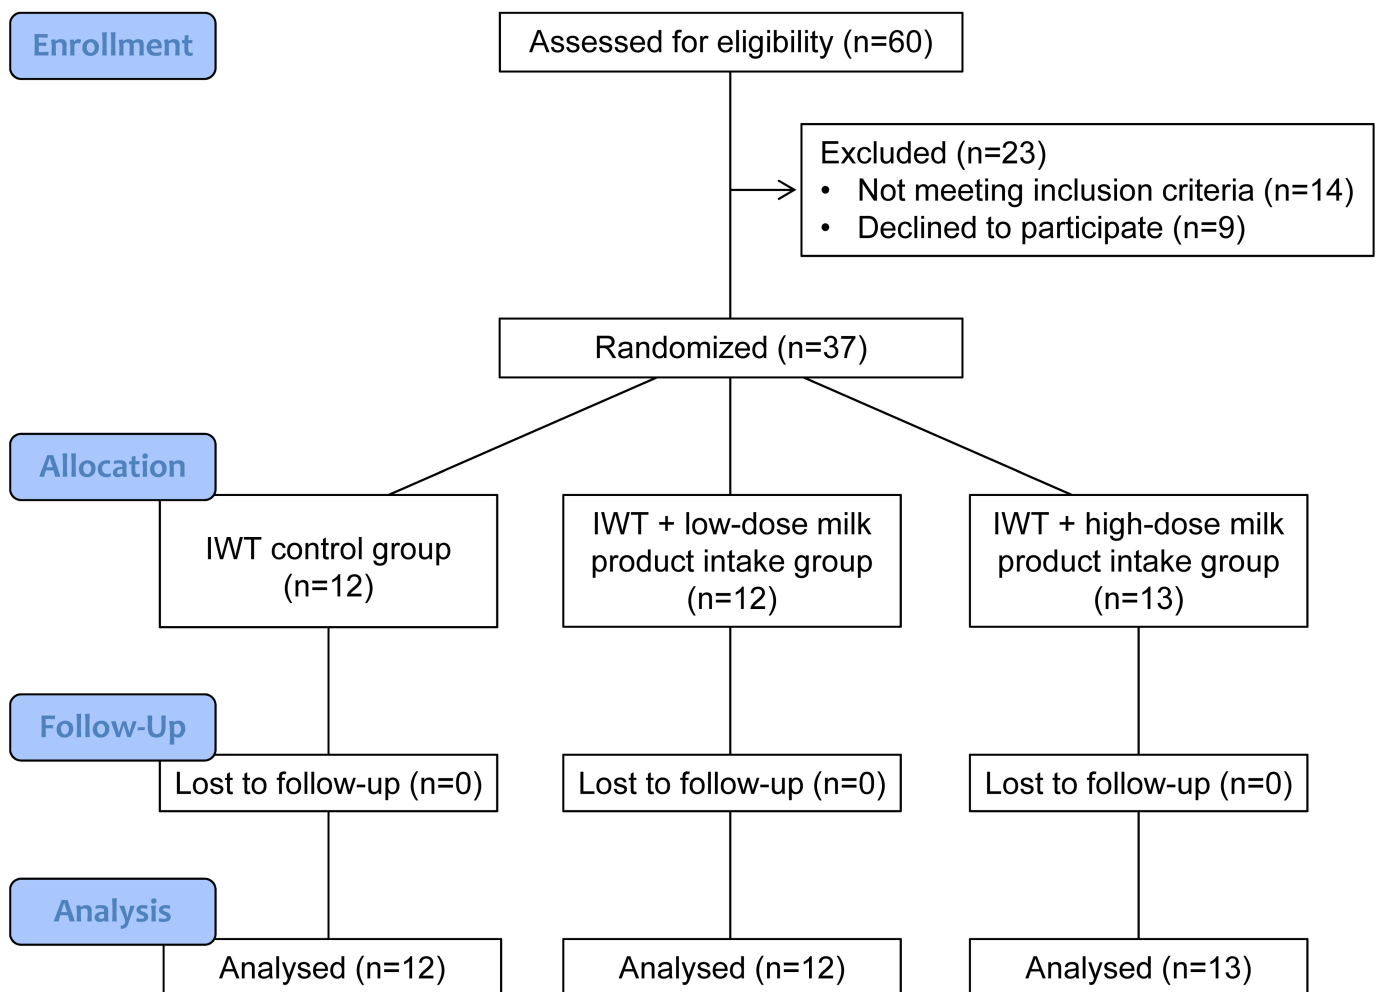 Enrollment
Assessed for eligibility (n=60)
Excluded (n=23)
• Not meeting inclusion criteria (n=14)
• Declined to participate (n=9)
Randomized (n=37)
Allocation
IWT control group
(n=12)
IWT + low-dose milk
product intake group
(n=12)
IWT + high-dose milk
product intake group
(n=13)
Follow-Up
Lost to follow-up (n=0)
Lost to follow-up (n=0)
Lost to follow-up (n=0)
Analysis
Analysed (n=12)
Analysed (n=12)
Analysed (n=13)